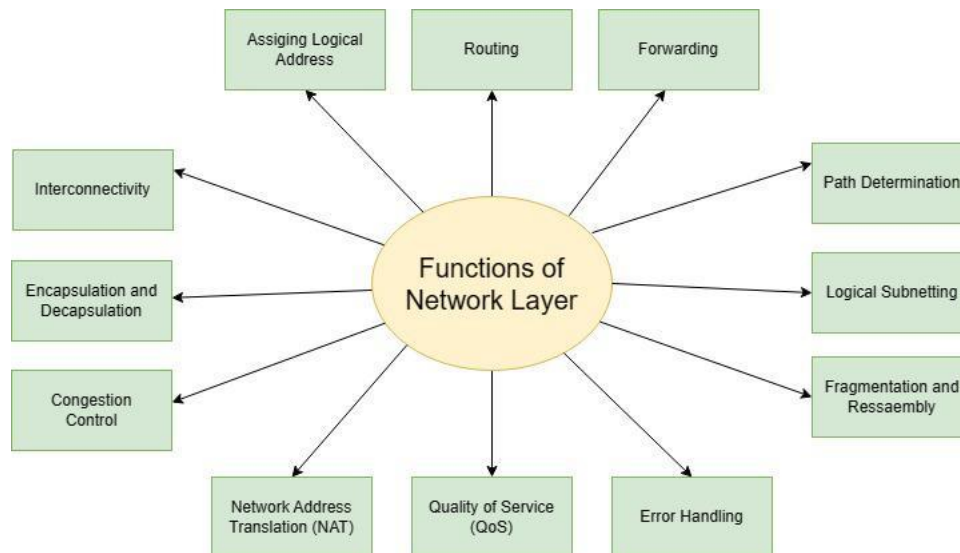 Assiging Logical
Address
Routing
Forwarding
Interconnectivity
Path Determination
Functions of
Network Layer
Encapsulation and
Decapsulation
Logical Subnetting
Congestion
Control
Fragmentation and
Ressaembly
Network Address
Translation (NAT)
Quality of Service
(QoS)
Error Handling